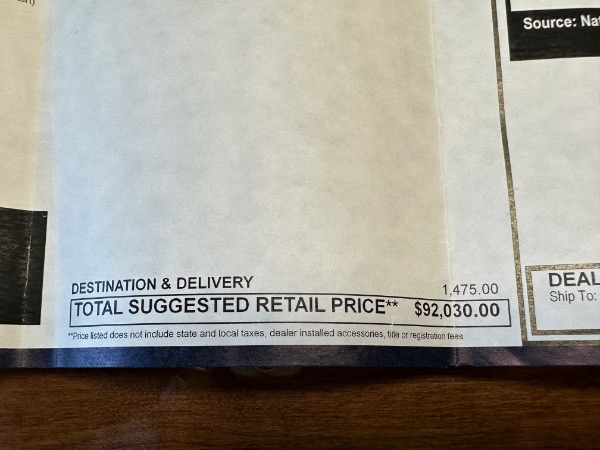 Source: Nat
DESTINATION & DELIVERY 1,475.00
TOTAL SUGGESTED RETAIL PRICE** $92,030.00
**Price listed does not include state and local taxes, dealer installed accessories, title or registration fees
DEAL
Ship To: